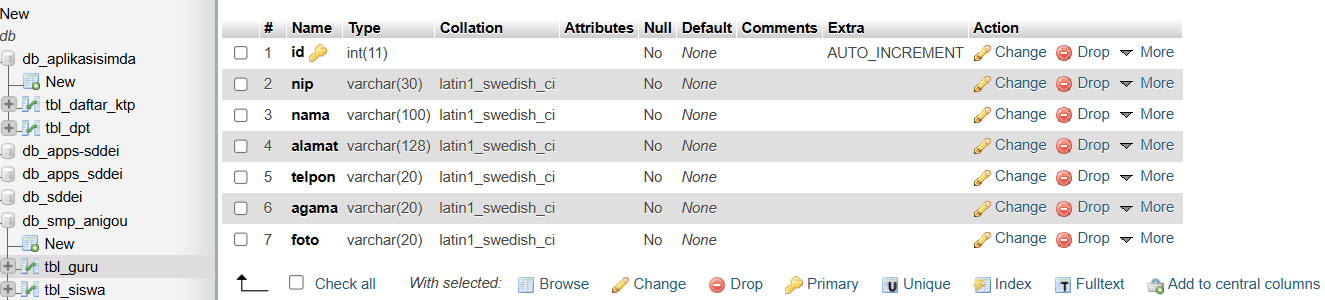 New
db
db_aplikasisimda
New
tbl_daftar_ktp
tbl_dpt
db_apps-sddei
db_apps_sddei
db_sddei
db_smp_anigou
New
tbl_guru
tbl_siswa
# Name Type Collation Attributes Null Default Comments Extra Action
1 id int(11) No None AUTO_INCREMENT Change Drop More
2 nip varchar(30) latin1_swedish_ci No None Change Drop More
3 nama varchar(100) latin1_swedish_ci No None Change Drop More
4 alamat varchar(128) latin1_swedish_ci No None Change Drop More
5 telpon varchar(20) latin1_swedish_ci No None Change Drop More
6 agama varchar(20) latin1_swedish_ci No None Change Drop More
7 foto varchar(20) latin1_swedish_ci No None Change Drop More
Check all With selected: Browse Change Drop Primary Unique Index Fulltext Add to central columns